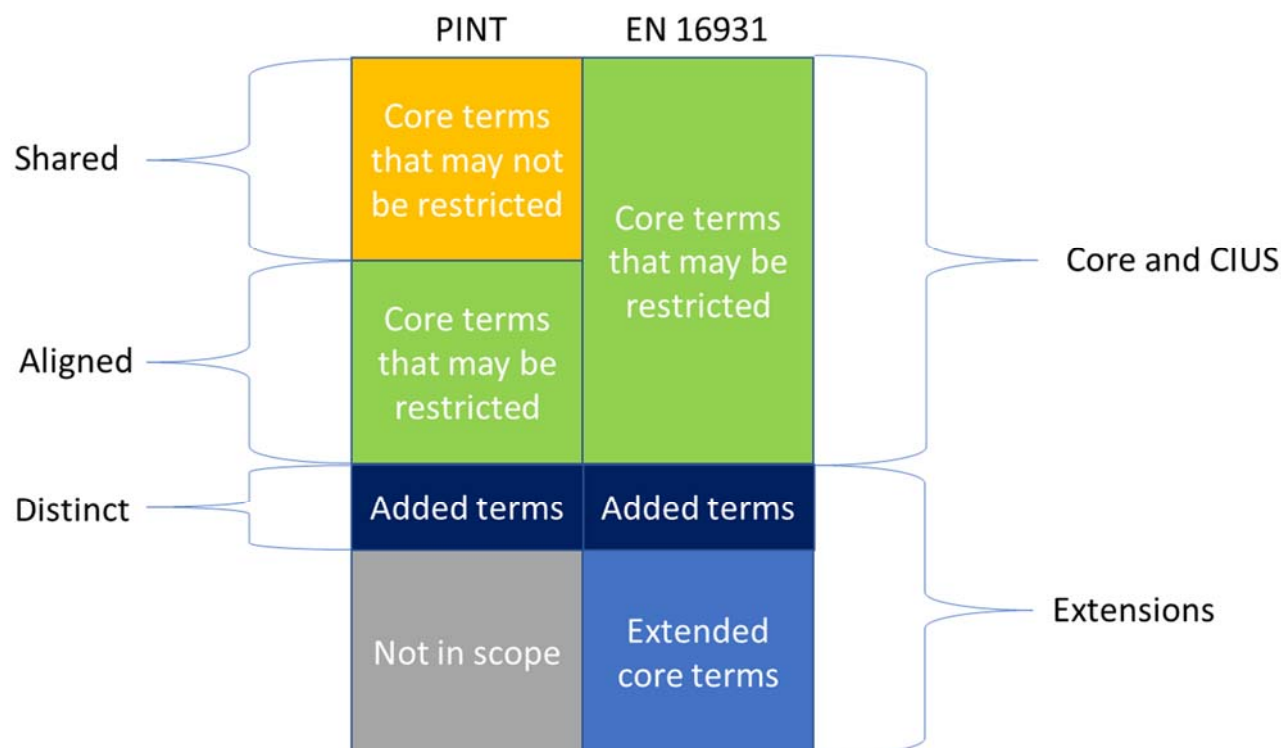 PINT EN 16931
Shared
Core terms
that may not
be restricted
Core terms
that may be
restricted
Core and CIUS
Aligned
Core terms
that may be
restricted
Distinct
Added terms
Added terms
Not in scope
Extended
core terms
Extensions